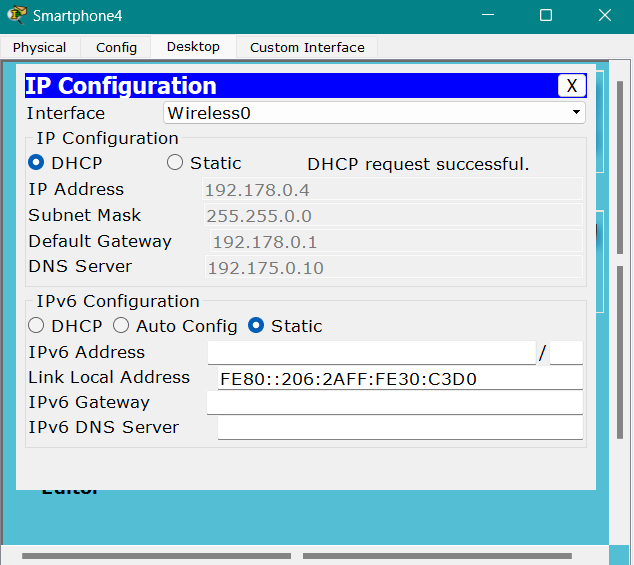 Smartphone4
Physical Config Desktop Custom Interface
IP Configuration X
Interface Wireless0
IP Configuration
DHCP Static DHCP request successful.
IP Address 192.178.0.4
Subnet Mask 255.255.0.0
Default Gateway 192.178.0.1
DNS Server 192.175.0.10
IPv6 Configuration
DHCP Auto Config Static
IPv6 Address /
Link Local Address FE80::206:2AFF:FE30:C3D0
IPv6 Gateway
IPv6 DNS Server
Editor